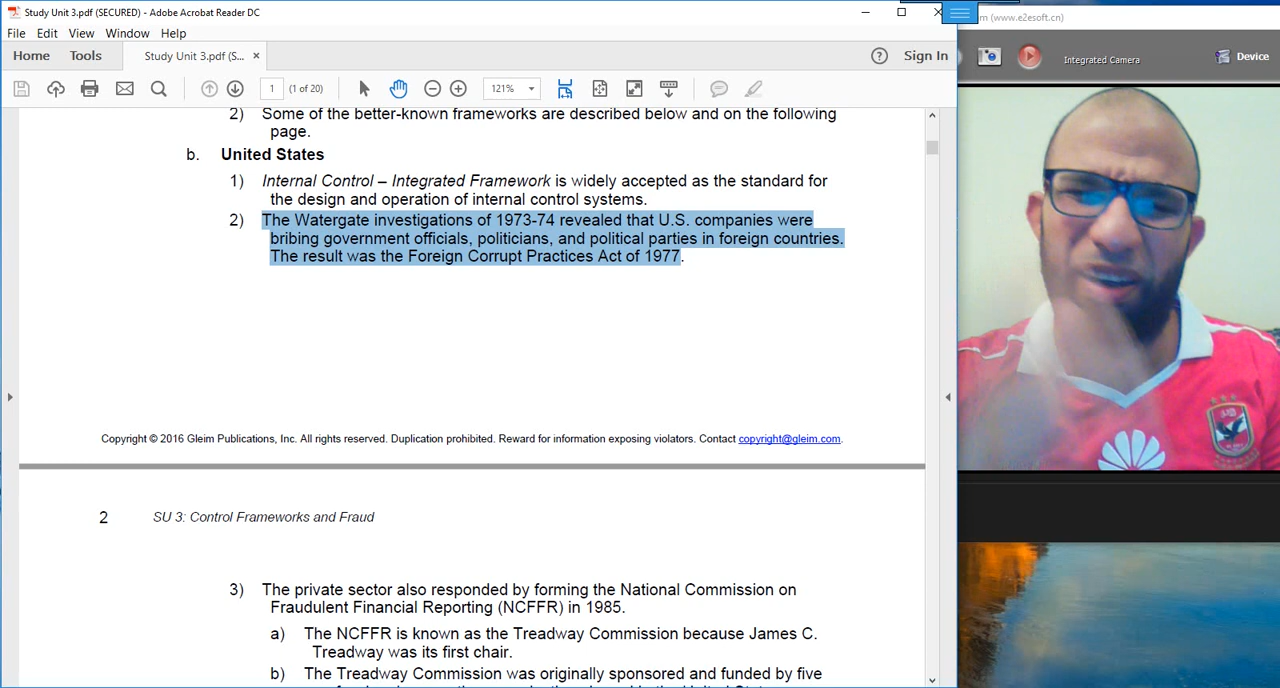 Study Unit 3.pdf (SECURED) - Adobe Acrobat Reader DC
m (www.e2esoft.cn)
File Edit View Window Help
Home Tools Study Unit 3.pdf (S... × Sign In
Integrated Camera Device
1 (1 of 20) 121%
2) Some of the better-known frameworks are described below and on the following
page.
b. United States
1) Internal Control – Integrated Framework is widely accepted as the standard for
the design and operation of internal control systems.
2) The Watergate investigations of 1973-74 revealed that U.S. companies were
bribing government officials, politicians, and political parties in foreign countries.
The result was the Foreign Corrupt Practices Act of 1977.
Copyright © 2016 Gleim Publications, Inc. All rights reserved. Duplication prohibited. Reward for information exposing violators. Contact copyright@gleim.com.
2 SU 3: Control Frameworks and Fraud
3) The private sector also responded by forming the National Commission on
Fraudulent Financial Reporting (NCFFR) in 1985.
a) The NCFFR is known as the Treadway Commission because James C.
Treadway was its first chair.
b) The Treadway Commission was originally sponsored and funded by five